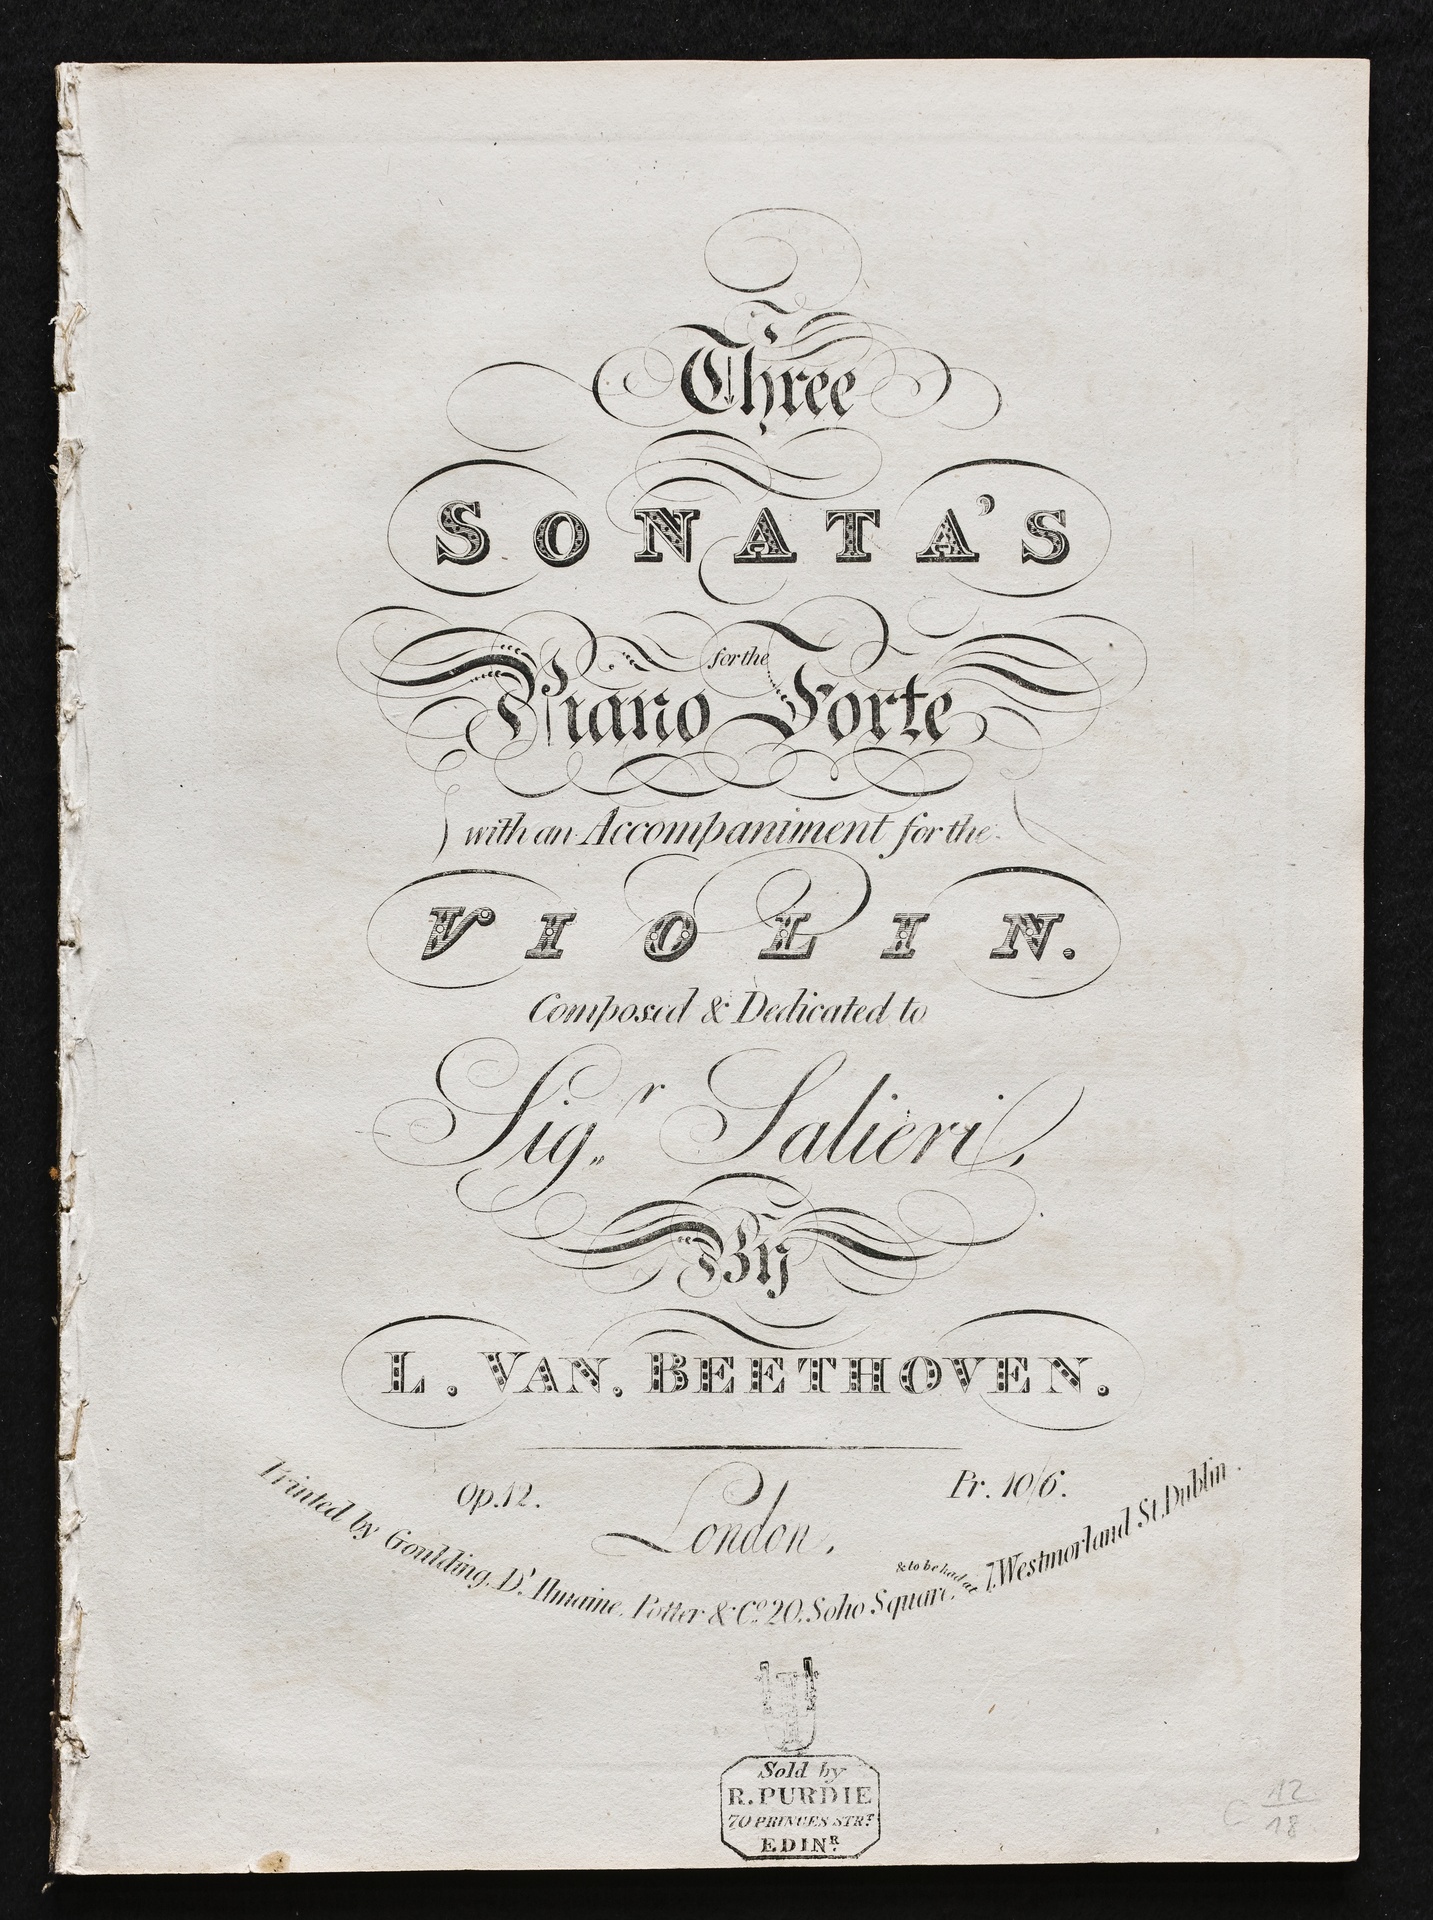 Three
SONATA'S
for the
Piano Forte
with an Accompaniment for the
VIOLIN.
Composed & Dedicated to
Sigr. Salieri,
By
L. VAN. BEETHOVEN.
Op. 12.
Pr. 10/6.
London,
Printed by Goulding, D'Almaine, Potter & Co. 20, Soho Square, & to be had at 7, Westmorland St. Dublin.
Sold by
R. PURDIE
70 PRINCES STRT.
EDINR.
12
18